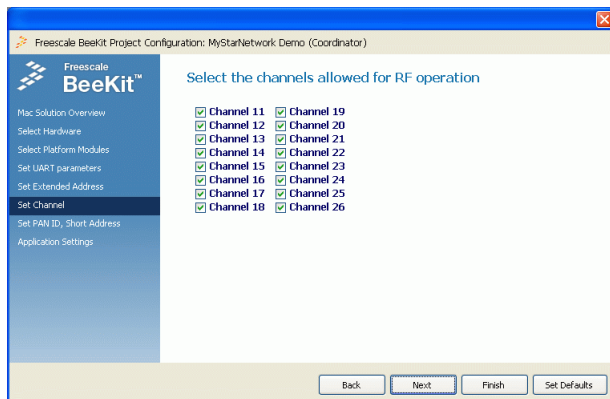 Freescale BeeKit Project Configuration: MyStarNetwork Demo (Coordinator)
Freescale
BeeKit™
Mac Solution Overview
Select Hardware
Select Platform Modules
Set UART parameters
Set Extended Address
Set Channel
Set PAN ID, Short Address
Application Settings
Select the channels allowed for RF operation
Channel 11 Channel 19
Channel 12 Channel 20
Channel 13 Channel 21
Channel 14 Channel 22
Channel 15 Channel 23
Channel 16 Channel 24
Channel 17 Channel 25
Channel 18 Channel 26
Back Next Finish Set Defaults